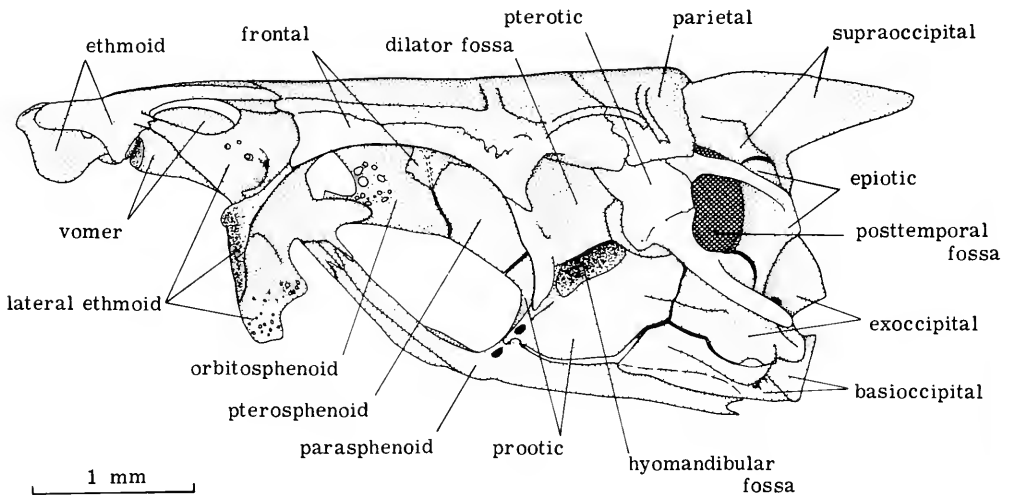 pterotic
parietal
frontal
ethmoid
dilator fossa
supraoccipital
epiotic
vomer
posttemporal
fossa
lateral ethmoid
exoccipital
orbitosphenoid
basioccipital
pterosphenoid
parasphenoid
prootic
hyomandibular
fossa
1 mm